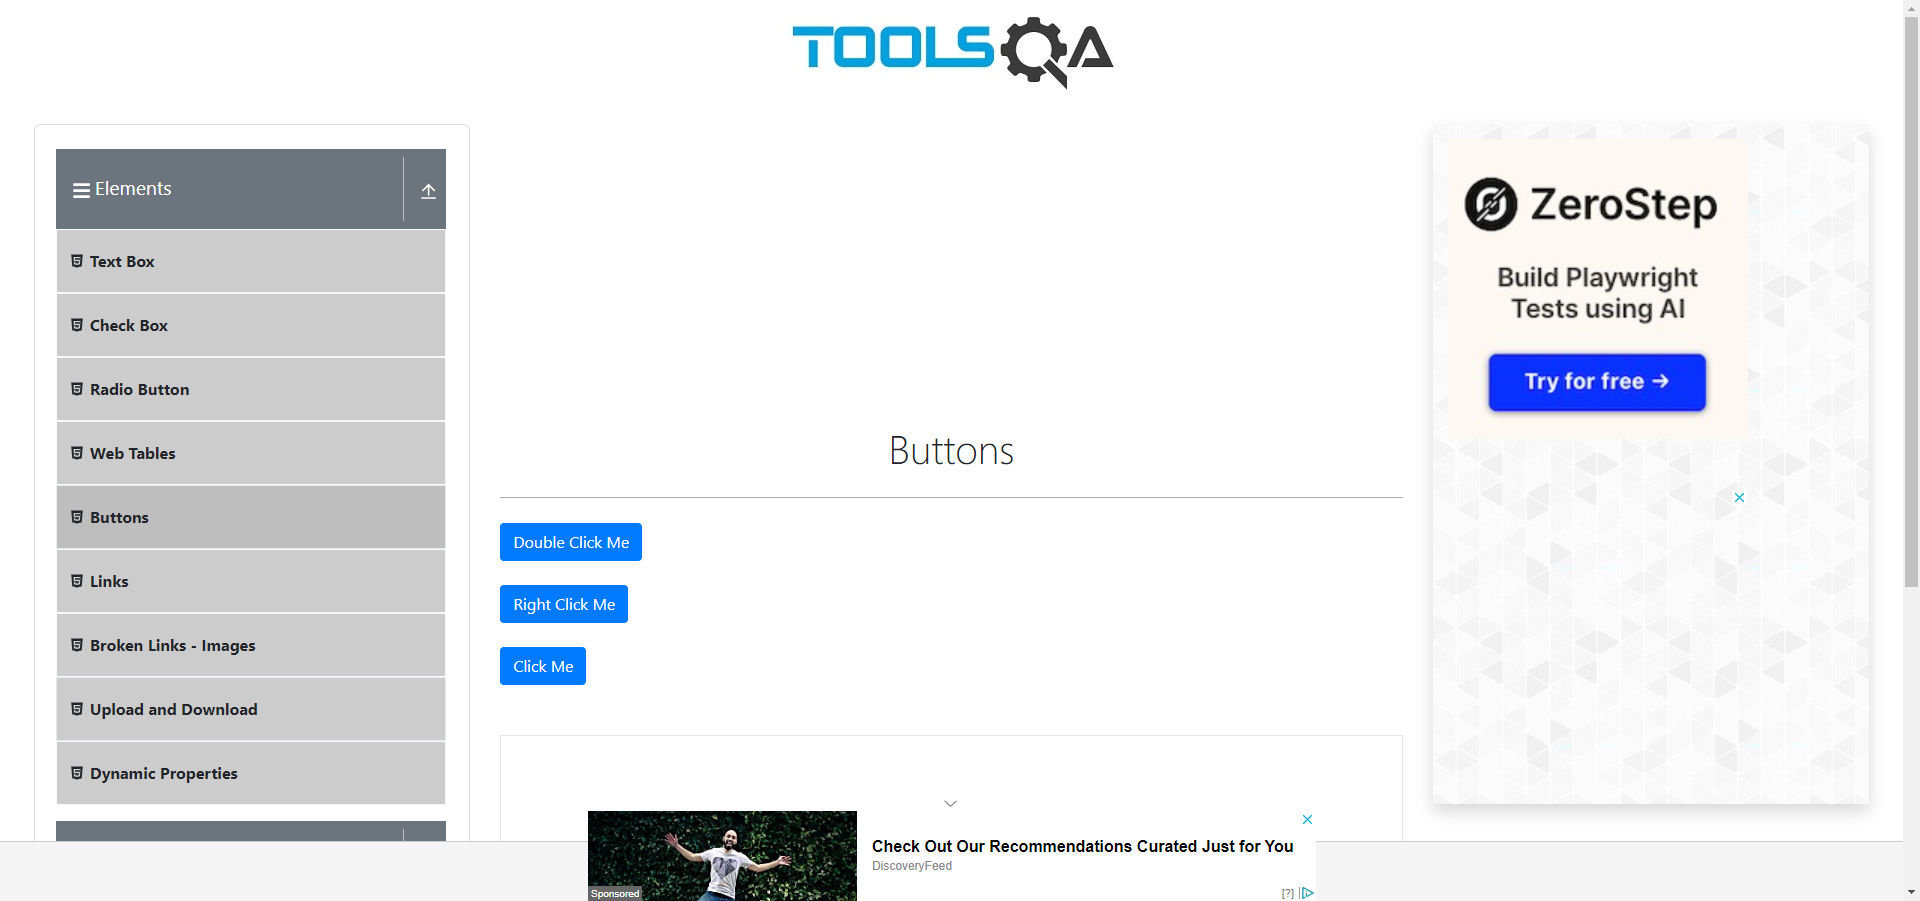 TOOLSQA
Elements
Text Box
Check Box
Radio Button
Web Tables
Buttons
Links
Broken Links - Images
Upload and Download
Dynamic Properties
Buttons
Double Click Me
Right Click Me
Click Me
ZeroStep
Build Playwright
Tests using AI
Try for free →
Check Out Our Recommendations Curated Just for You
DiscoveryFeed
Sponsored
[?]